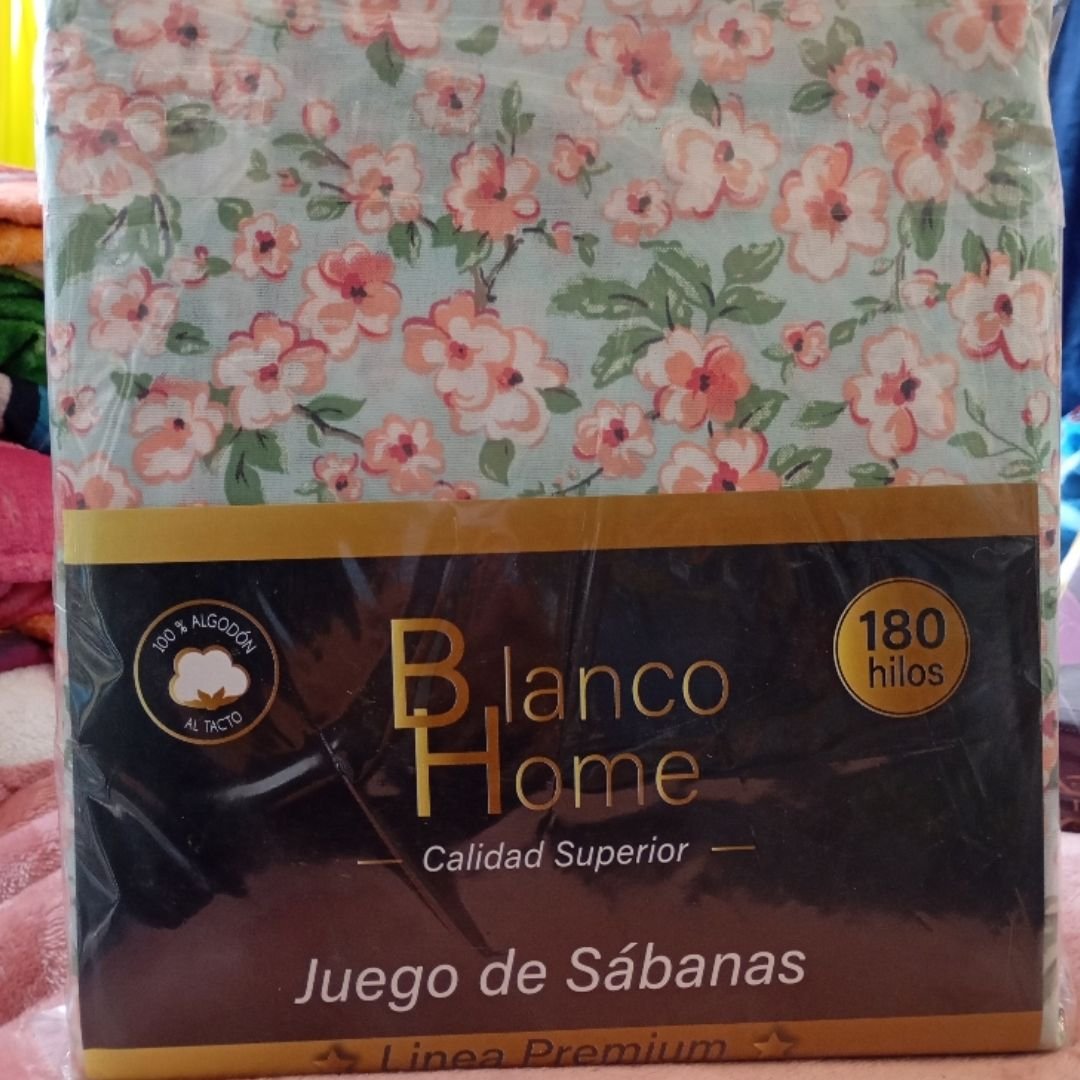 100 % ALGODÓN
AL TACTO
180
hilos
Blanco
Home
Calidad Superior
Juego de Sábanas
Linea Premium